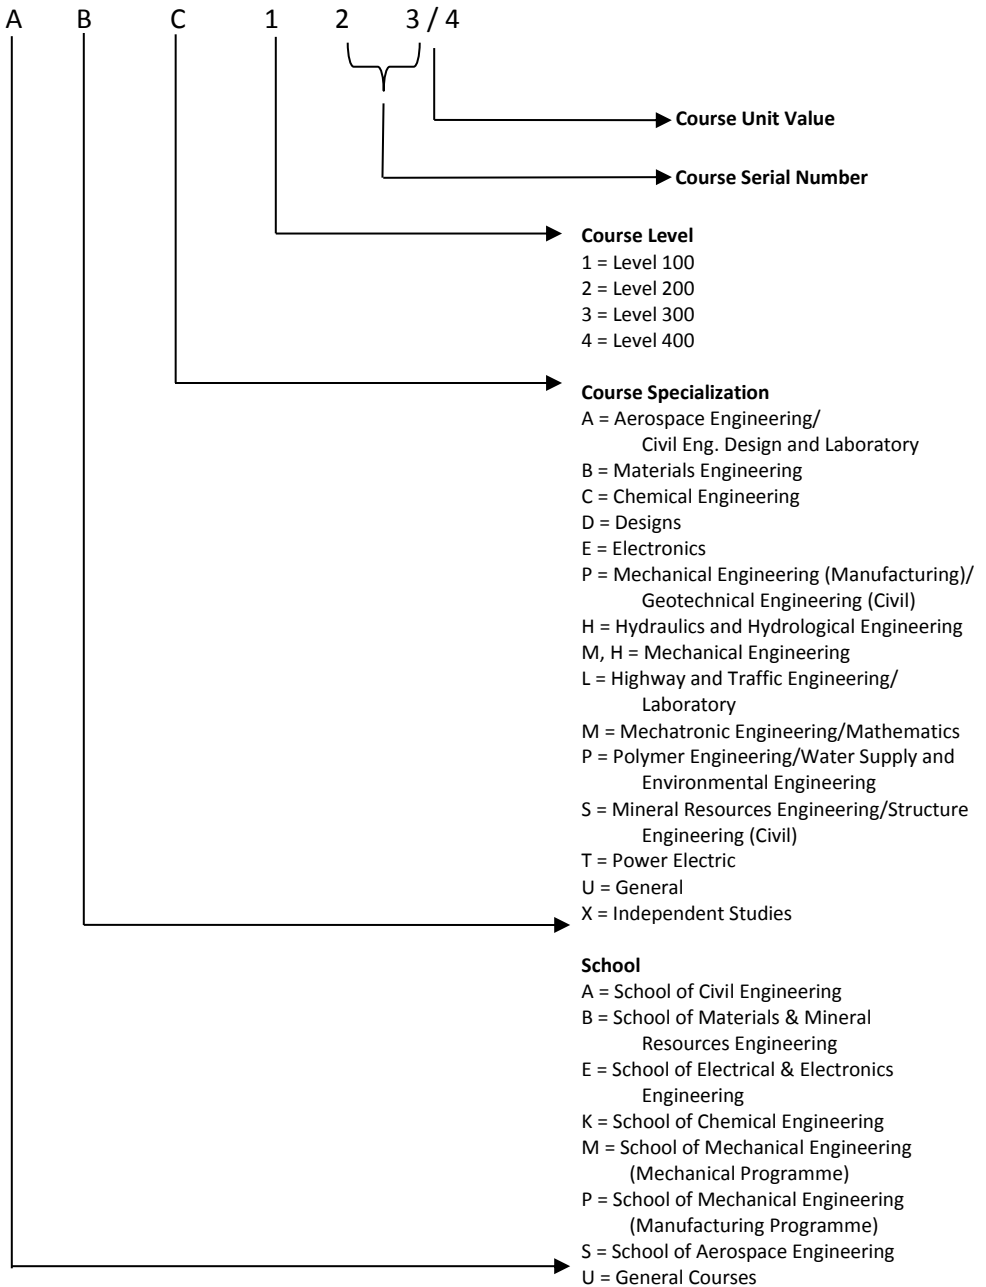 A B C 1 2 3 / 4
Course Unit Value
Course Serial Number
Course Level
1 = Level 100
2 = Level 200
3 = Level 300
4 = Level 400
Course Specialization
A = Aerospace Engineering/
Civil Eng. Design and Laboratory
B = Materials Engineering
C = Chemical Engineering
D = Designs
E = Electronics
P = Mechanical Engineering (Manufacturing)/
Geotechnical Engineering (Civil)
H = Hydraulics and Hydrological Engineering
M, H = Mechanical Engineering
L = Highway and Traffic Engineering/
Laboratory
M = Mechatronic Engineering/Mathematics
P = Polymer Engineering/Water Supply and
Environmental Engineering
S = Mineral Resources Engineering/Structure
Engineering (Civil)
T = Power Electric
U = General
X = Independent Studies
School
A = School of Civil Engineering
B = School of Materials & Mineral
Resources Engineering
E = School of Electrical & Electronics
Engineering
K = School of Chemical Engineering
M = School of Mechanical Engineering
(Mechanical Programme)
P = School of Mechanical Engineering
(Manufacturing Programme)
S = School of Aerospace Engineering
U = General Courses